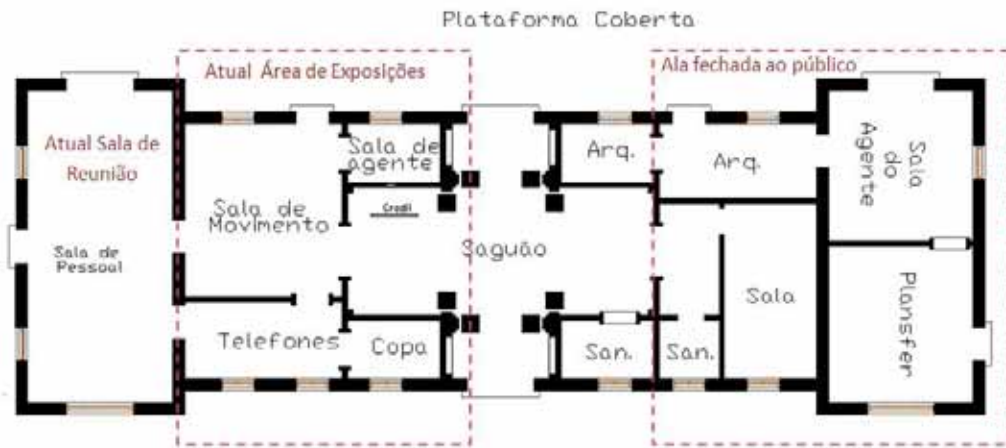 Plataforma Coberta
Atual Área de Exposições
Ala fechada ao público
Atual Sala de
Reunião
Sala de
agente
Arq.
Arq.
Sala
do
Agente
Sala de
Movimento
Credil
Saguão
Sala de
Pessoal
Sala
Plansfer
Telefones
Copa
San.
San.